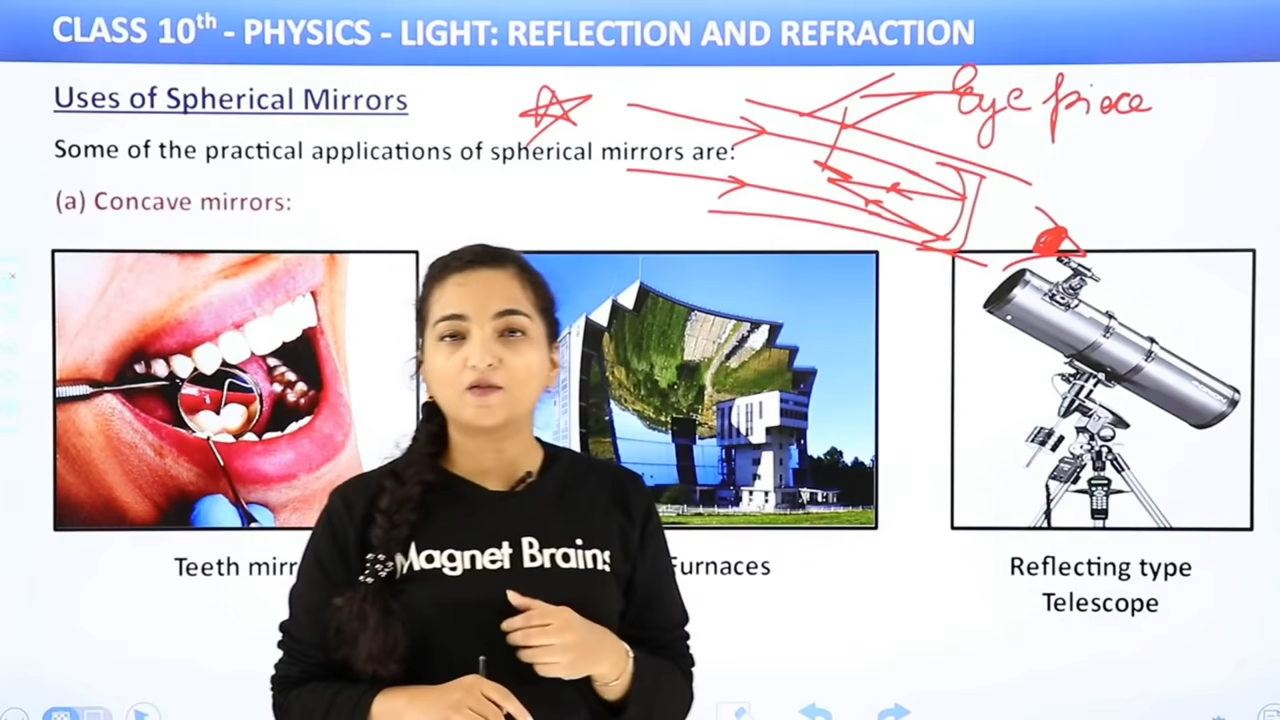 CLASS 10th - PHYSICS - LIGHT: REFLECTION AND REFRACTION
Uses of Spherical Mirrors
Eye piece
Some of the practical applications of spherical mirrors are:
(a) Concave mirrors:
Magnet Brains
Teeth mirr
Furnaces
Reflecting type
Telescope